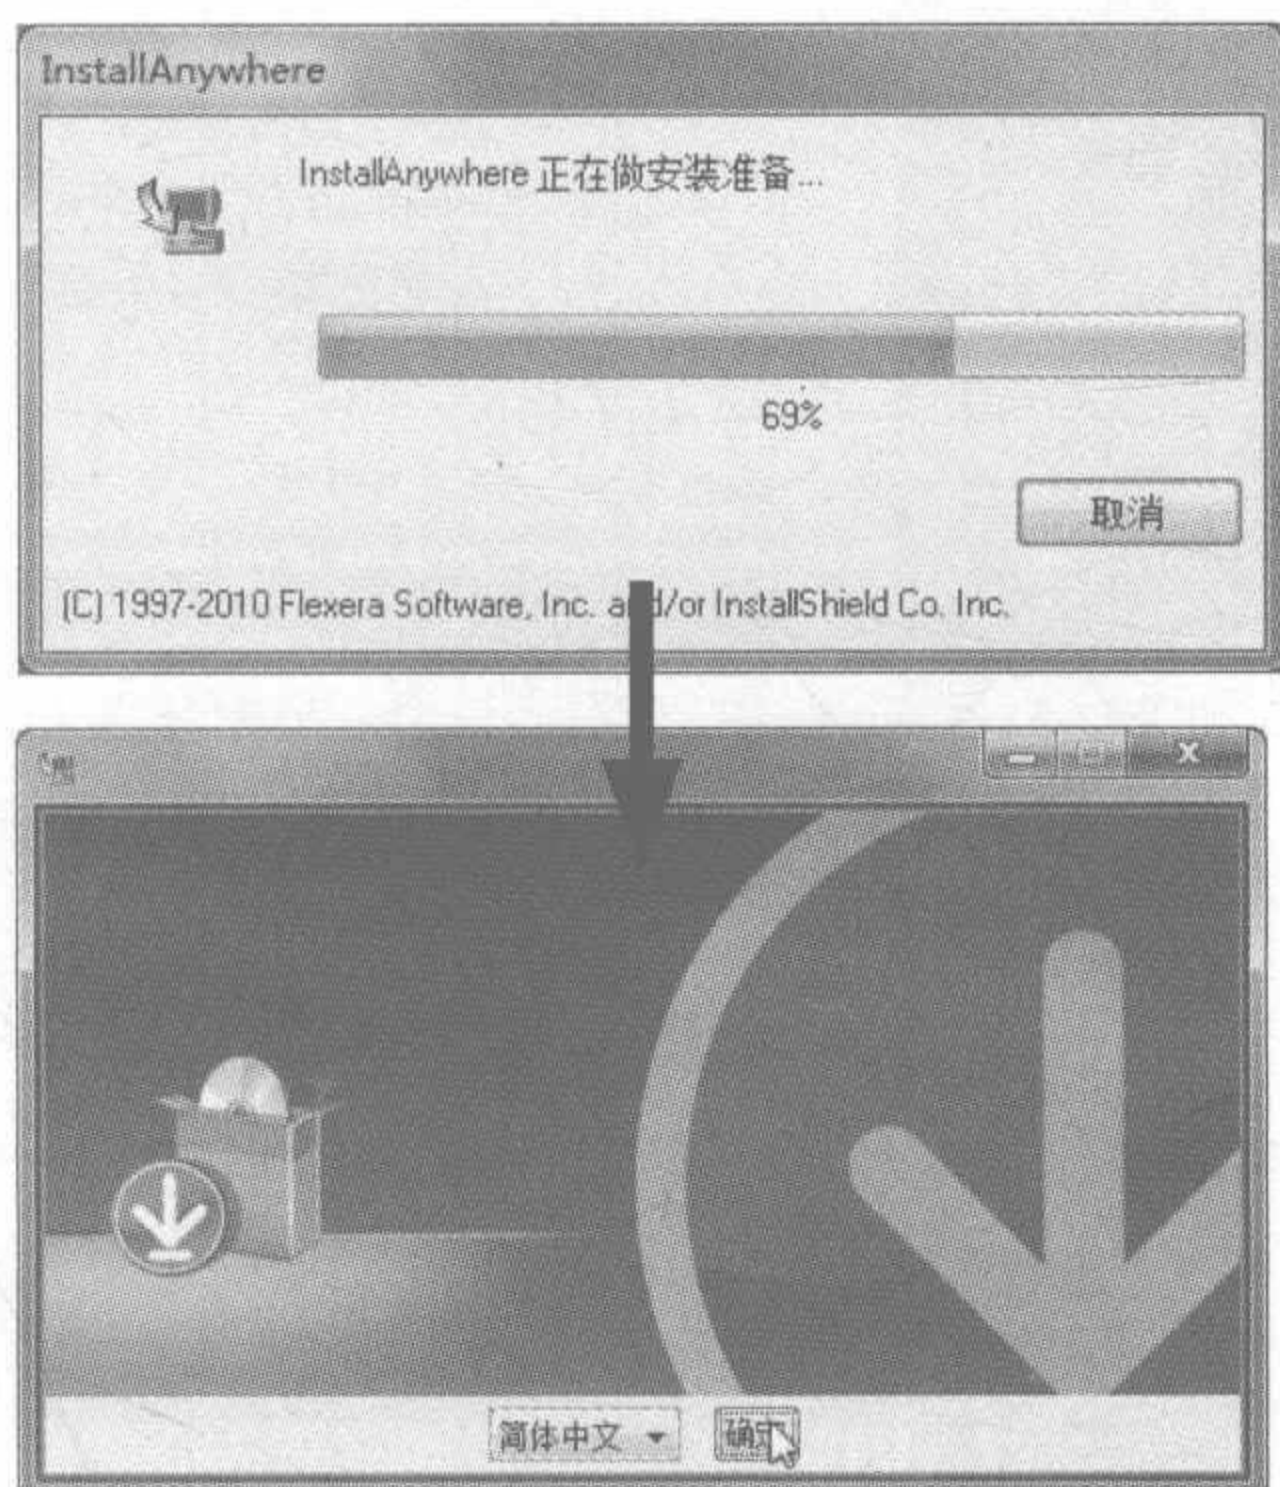 InstallAnywhere
InstallAnywhere 正在做安装准备...
69%
取消
(C) 1997-2010 Flexera Software, Inc. and/or InstallShield Co. Inc.
简体中文
确定